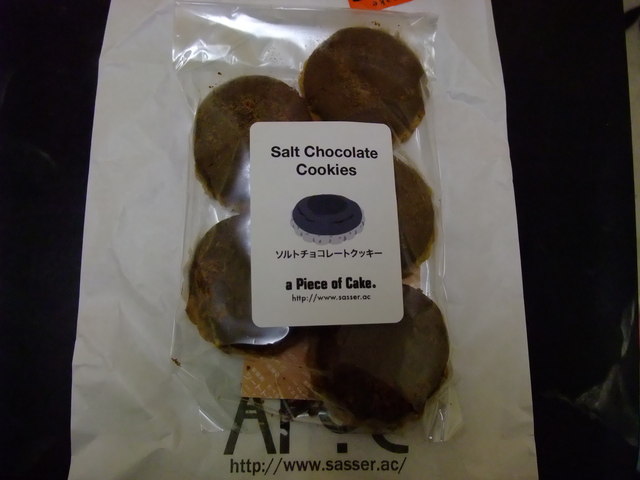 Salt Chocolate
Cookies
ソルトチョコレートクッキー
a Piece of Cake.
http://www.sasser.ac
http://www.sasser.ac/